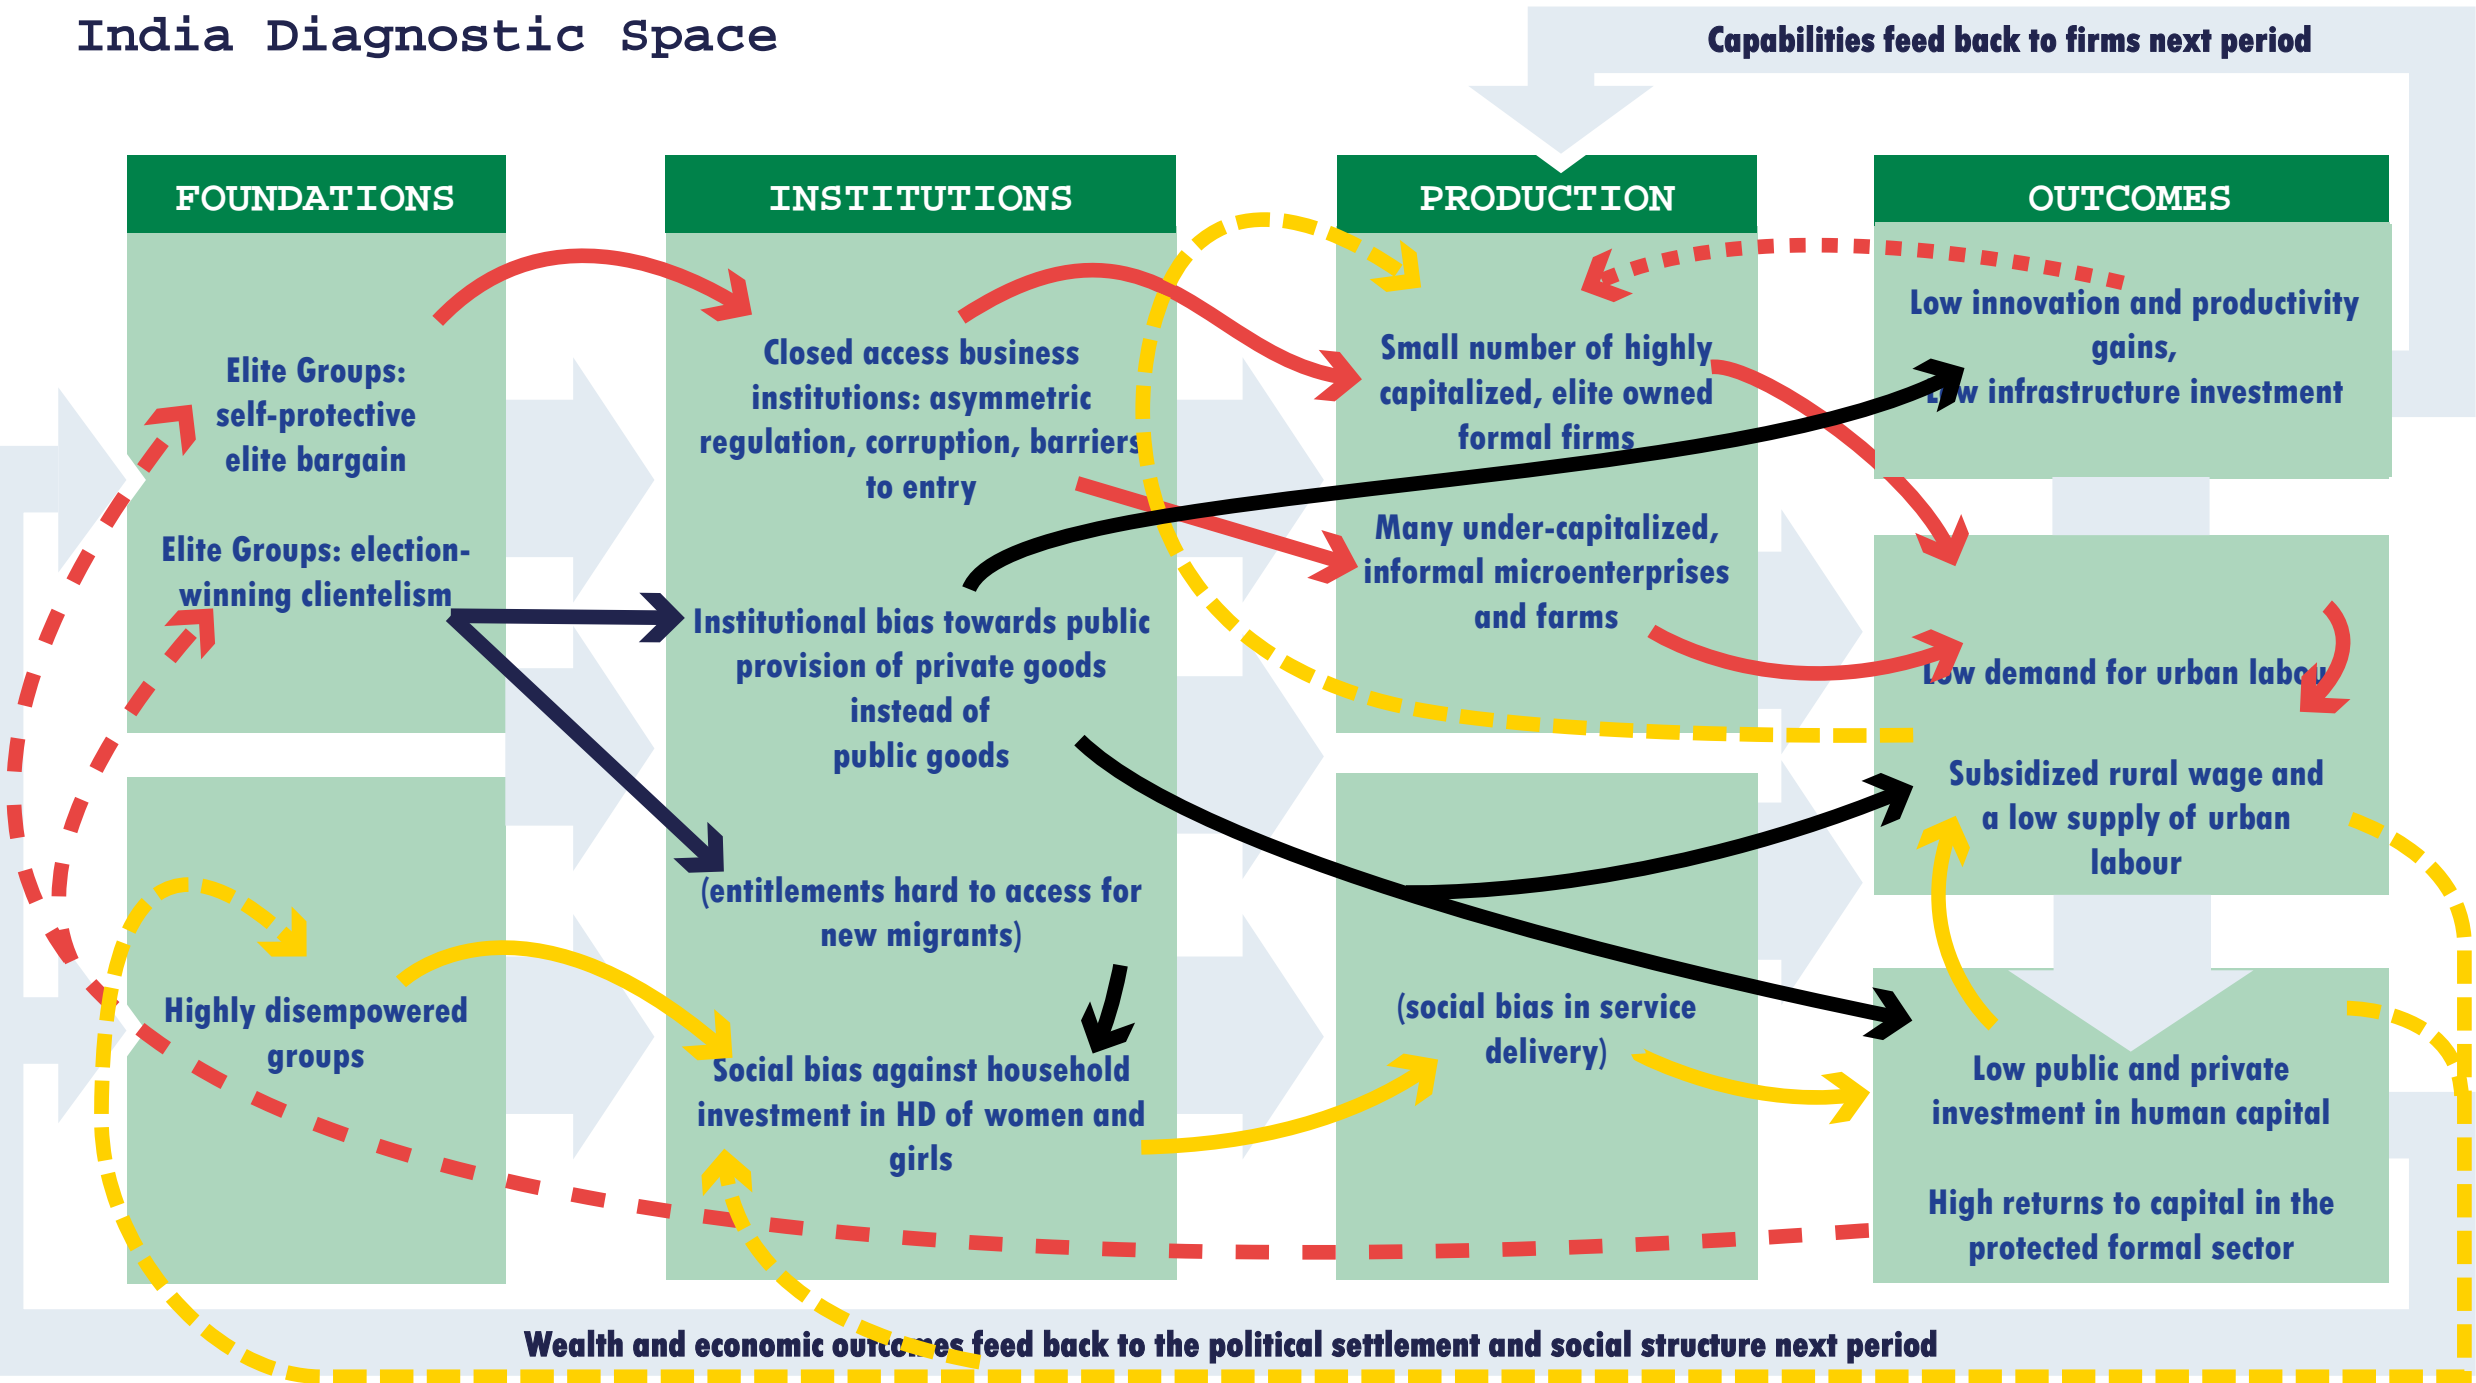 India Diagnostic Space
Capabilities feed back to firms next period
FOUNDATIONS
Elite Groups:
self-protective
elite bargain
Elite Groups: election-
winning clientelism
Highly disempowered
groups
INSTITUTIONS
Closed access business
institutions: asymmetric
regulation, corruption, barriers
to entry
Institutional bias towards public
provision of private goods
instead of
public goods
(entitlements hard to access for
new migrants)
Social bias against household
investment in HD of women and
girls
PRODUCTION
Small number of highly
capitalized, elite owned
formal firms
Many under-capitalized,
informal microenterprises
and farms
(social bias in service
delivery)
OUTCOMES
Low innovation and productivity
gains,
Low infrastructure investment
Low demand for urban labour
Subsidized rural wage and
a low supply of urban
labour
Low public and private
investment in human capital
High returns to capital in the
protected formal sector
Wealth and economic outcomes feed back to the political settlement and social structure next period